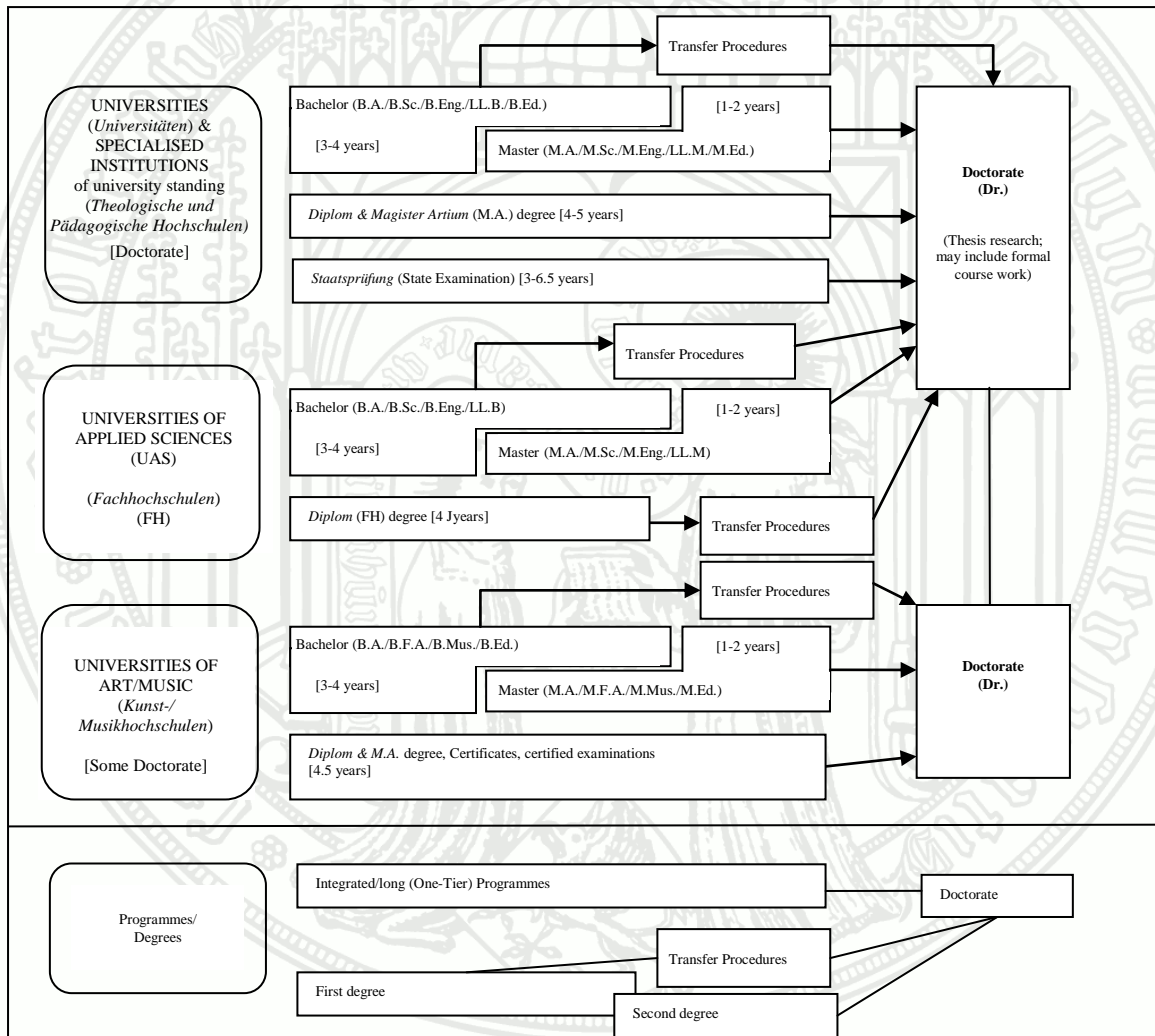 Transfer Procedures
UNIVERSITIES
(Universitäten) &
SPECIALISED
INSTITUTIONS
of university standing
(Theologische und
Pädagogische Hochschulen)
[Doctorate]
Bachelor (B.A./B.Sc./B.Eng./LL.B./B.Ed.)
[3-4 years]
[1-2 years]
Master (M.A./M.Sc./M.Eng./LL.M./M.Ed.)
Diplom & Magister Artium (M.A.) degree [4-5 years]
Staatsprüfung (State Examination) [3-6.5 years]
Doctorate
(Dr.)
(Thesis research;
may include formal
course work)
Transfer Procedures
UNIVERSITIES OF
APPLIED SCIENCES
(UAS)
(Fachhochschulen)
(FH)
Bachelor (B.A./B.Sc./B.Eng./LL.B)
[3-4 years]
[1-2 years]
Master (M.A./M.Sc./M.Eng./LL.M)
Diplom (FH) degree [4 Jyears]
Transfer Procedures
Transfer Procedures
UNIVERSITIES OF
ART/MUSIC
(Kunst-/
Musikhochschulen)
[Some Doctorate]
Bachelor (B.A./B.F.A./B.Mus./B.Ed.)
[3-4 years]
[1-2 years]
Master (M.A./M.F.A./M.Mus./M.Ed.)
Diplom & M.A. degree, Certificates, certified examinations
[4.5 years]
Doctorate
(Dr.)
Programmes/
Degrees
Integrated/long (One-Tier) Programmes
Doctorate
Transfer Procedures
First degree
Second degree